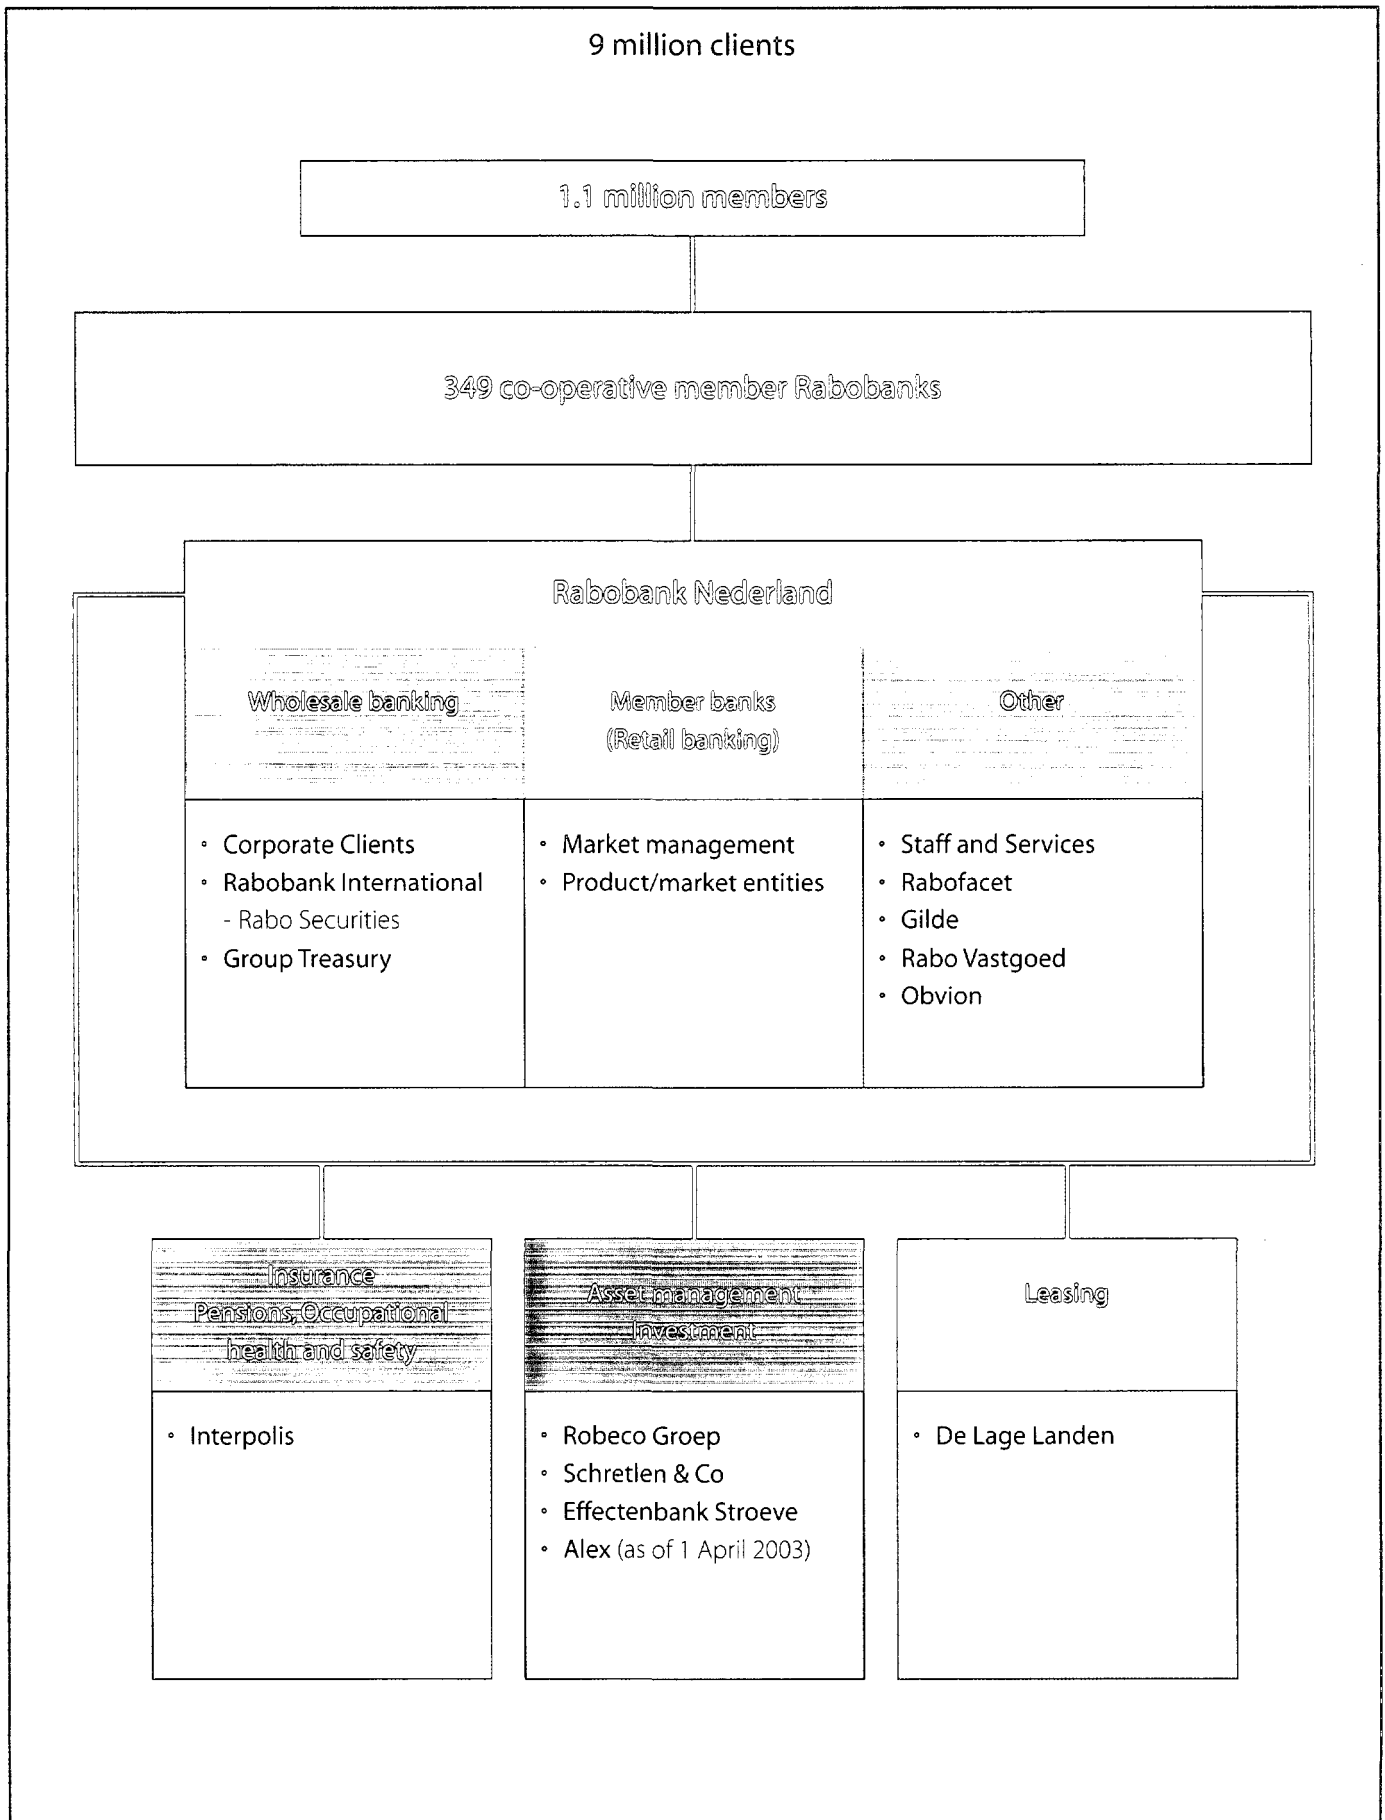 9 million clients
1.1 million members
349 co-operative member Rabobanks
Rabobank Nederland
Wholesale banking
Member banks
(Retail banking)
Other
• Corporate Clients
• Rabobank International
- Rabo Securities
• Group Treasury
• Market management
• Product/market entities
• Staff and Services
• Rabofacet
• Gilde
• Rabo Vastgoed
• Obvion
Insurance
Pensions, Occupational
health and safety
Asset management
Investment
Leasing
• Interpolis
• Robeco Groep
• Schretlen & Co
• Effectenbank Stroeve
• Alex (as of 1 April 2003)
• De Lage Landen